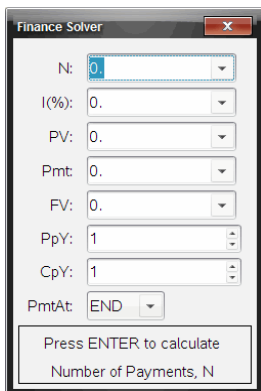 Finance Solver
N: 0.
I(%): 0.
PV: 0.
Pmt: 0.
FV: 0.
PpY: 1
CpY: 1
PmtAt: END
Press ENTER to calculate
Number of Payments, N